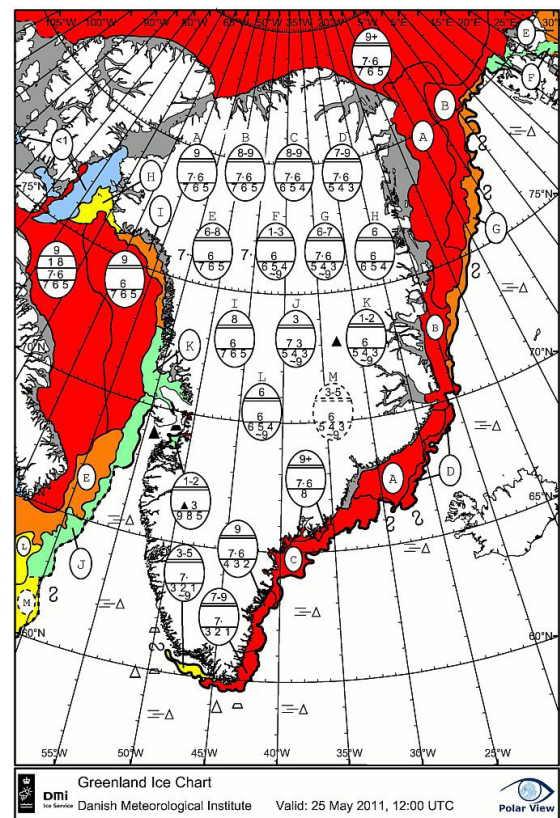 105°W 100°W 60°W 45°W 30°W 20°W 15°W 5°W 5°E 15°E 30°E
9+
7·6
7 6 5
E
F
B
A
<1
75°N
H
I
75°N
G
A B C D
9 8-9 8-9 7-9
7·6 7·6 7·6 7·6
7 6 5 7 6 5 6 5 4 5 4 3
E F G H
6-8 1-3 6-7 6
7· 6 7· 6 7·6 6
7 6 5 6 5 4 5 4 3 6 5 4
~9 ~9
9 9
1 8 6
7·6 7 6 5
7 6 5
I J K
8 3 1-2
6 7 3 6
7 6 5 5 4 3 5 4 3
~9 ~9
B
K
70°N
70°N
L M
6 3-5
6 6
6 5 4 5 4 3
~9 ~9
E
9+
7·6
8
A
D
65°N
65°N
1-2
▲3
9 8 5
9
7·6
4 3 2
C
L
J
3-5
7·
3 2 1
~9
M
7-9
7·
3 2 1
60°N
60°N
55°W 50°W 45°W 40°W 35°W 30°W 25°W
DMi
Ice Service
Greenland Ice Chart
Danish Meteorological Institute Valid: 25 May 2011, 12:00 UTC
Polar View